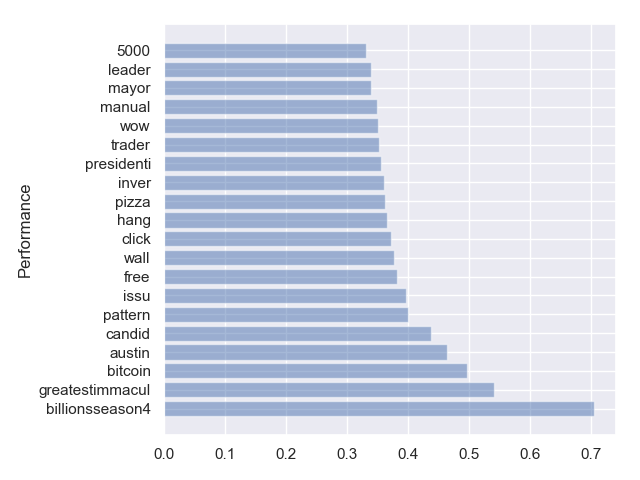 Performance
5000
leader
mayor
manual
wow
trader
presidenti
inver
pizza
hang
click
wall
free
issu
pattern
candid
austin
bitcoin
greatestimmacul
billionsseason4
0.0 0.1 0.2 0.3 0.4 0.5 0.6 0.7